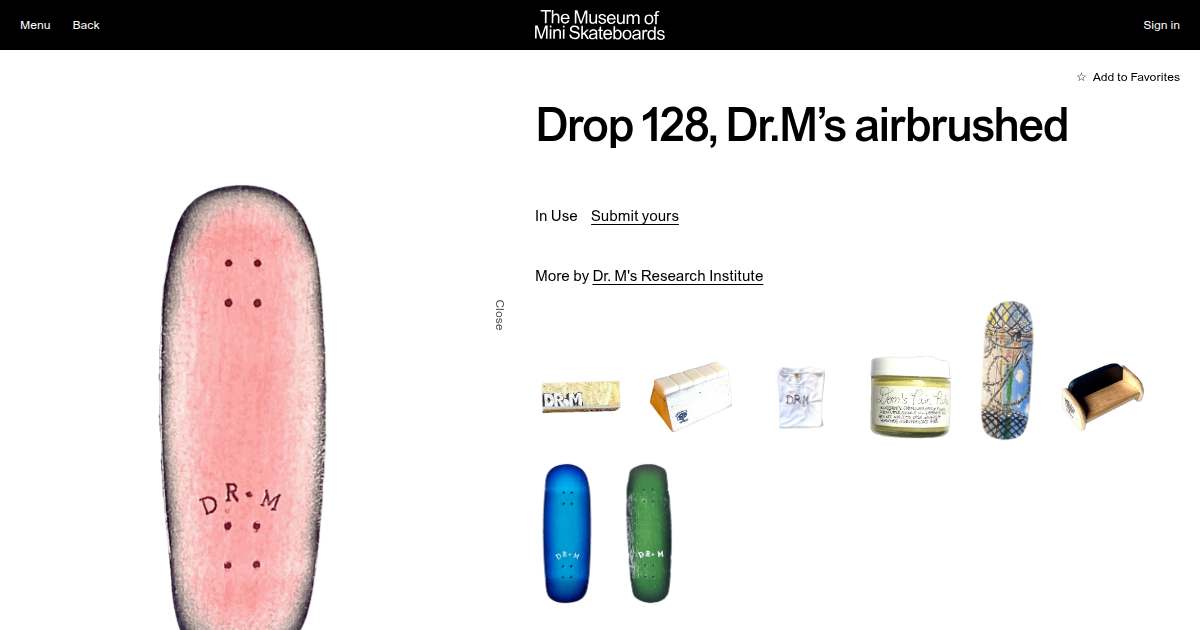 Menu Back
The Museum of
Mini Skateboards
Sign in
☆ Add to Favorites
Drop 128, Dr.M’s airbrushed
In Use Submit yours
More by Dr. M's Research Institute
Close
DR•M
DR•M
DR•M
DR•M
DR•M